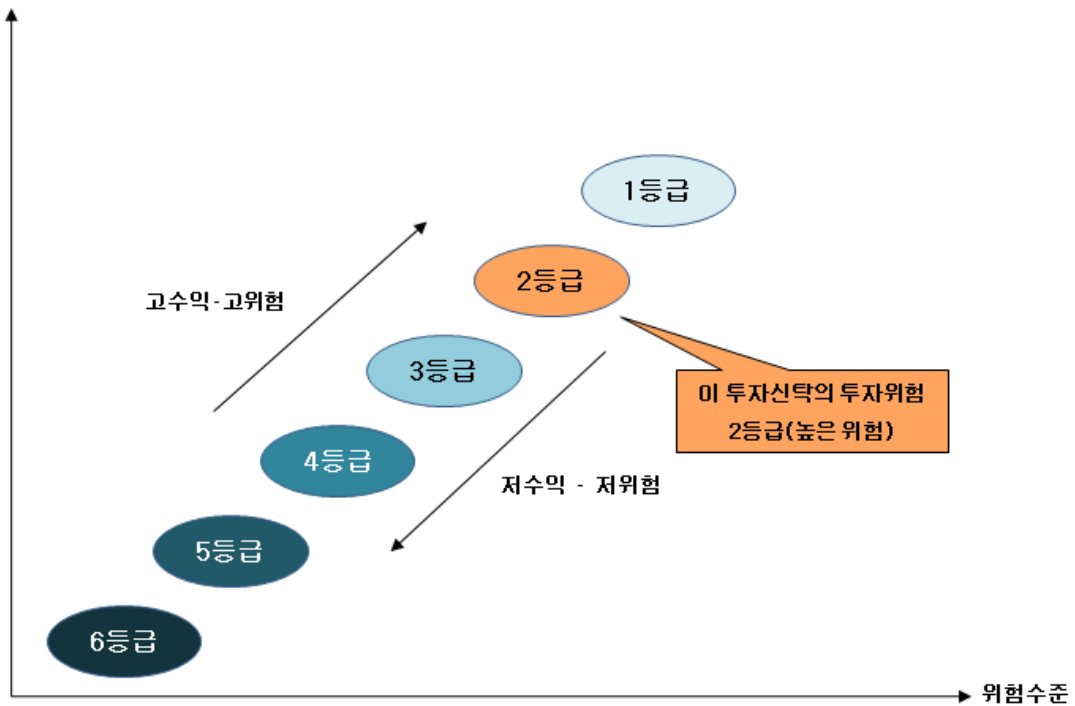 1등급
2등급
고수익-고위험
3등급
이 투자신탁의 투자위험
2등급(높은 위험)
4등급
저수익 - 저위험
5등급
6등급
위험수준